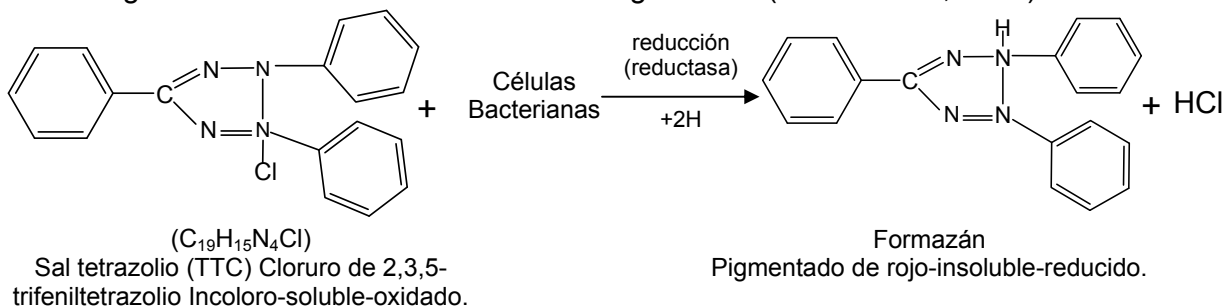 N
N
C
N
N
Cl
+
Células
Bacterianas
reducción
(reductasa)
+2H
H
N
N
C
N
N
+ HCl
(C₁₉H₁₅N₄Cl)
Sal tetrazolio (TTC) Cloruro de 2,3,5-
trifeniltetrazolio Incoloro-soluble-oxidado.
Formazán
Pigmentado de rojo-insoluble-reducido.